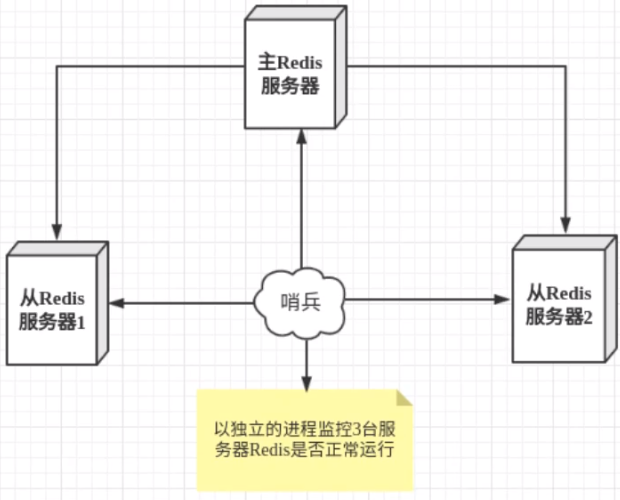 主Redis
服务器
从Redis
服务器1
哨兵
从Redis
服务器2
以独立的进程监控3台服
务器Redis是否正常运行